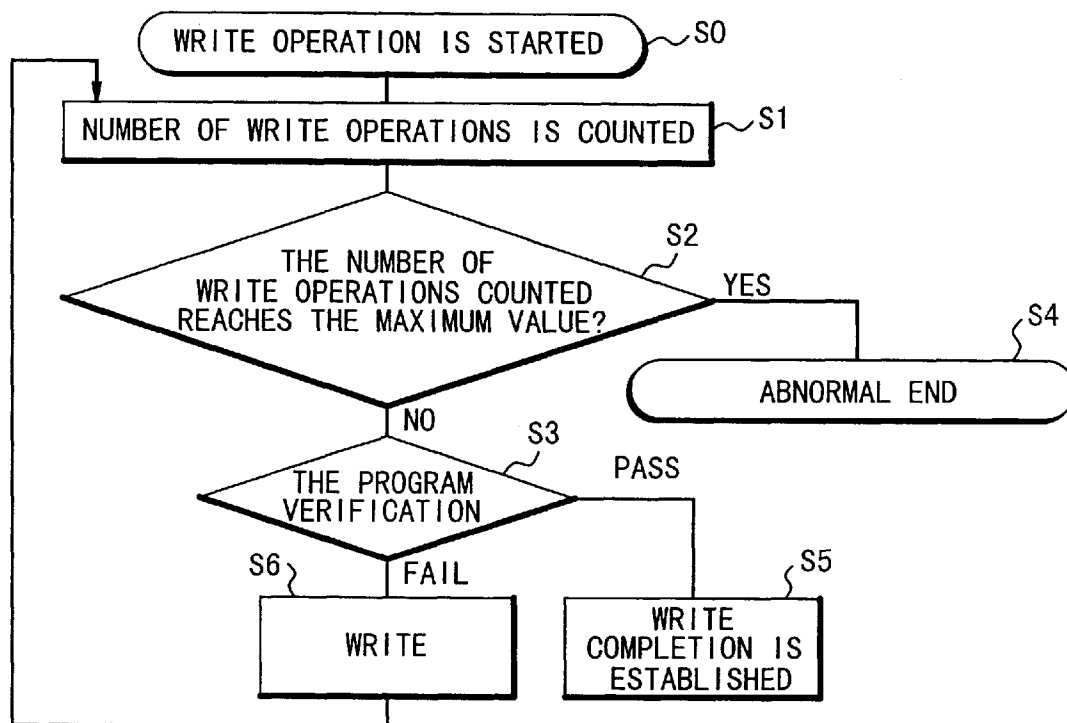 WRITE OPERATION IS STARTED
S0
NUMBER OF WRITE OPERATIONS IS COUNTED
S1
S2
THE NUMBER OF
WRITE OPERATIONS COUNTED
REACHES THE MAXIMUM VALUE?
YES
S4
ABNORMAL END
NO
S3
THE PROGRAM
VERIFICATION
PASS
S6
FAIL
S5
WRITE
WRITE
COMPLETION IS
ESTABLISHED